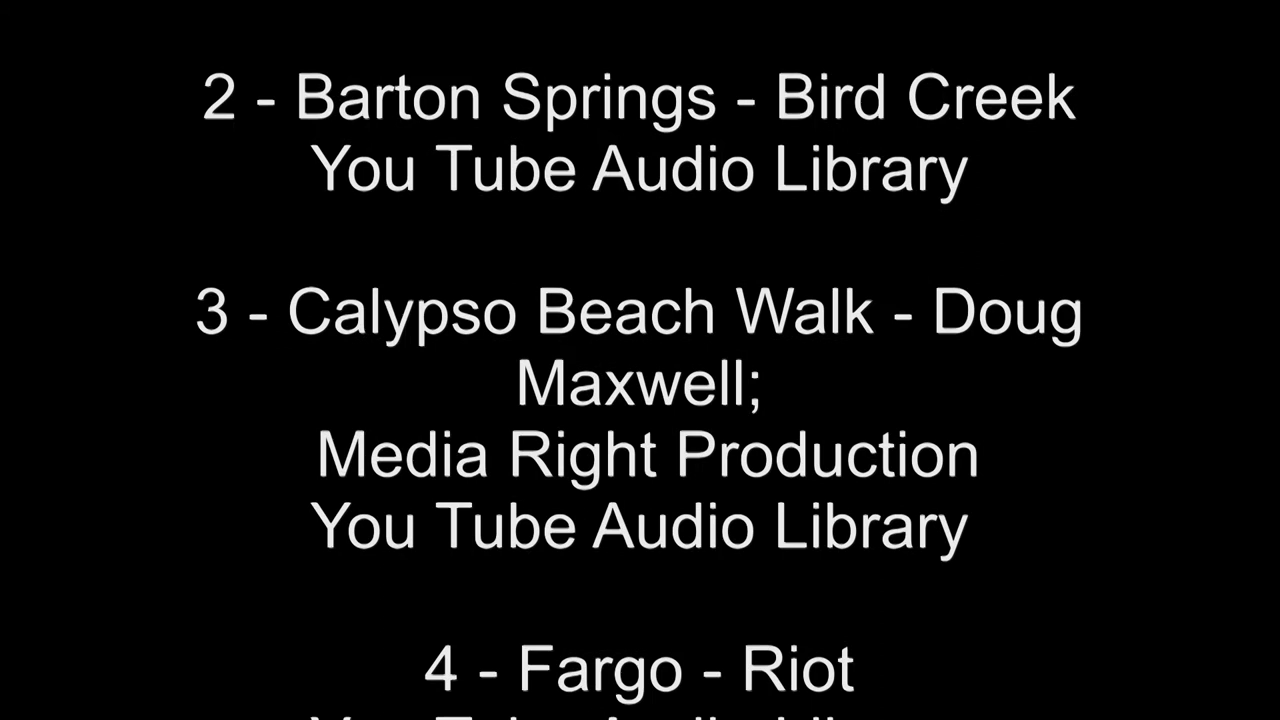 2 - Barton Springs - Bird Creek
You Tube Audio Library
3 - Calypso Beach Walk - Doug
Maxwell;
Media Right Production
You Tube Audio Library
4 - Fargo - Riot